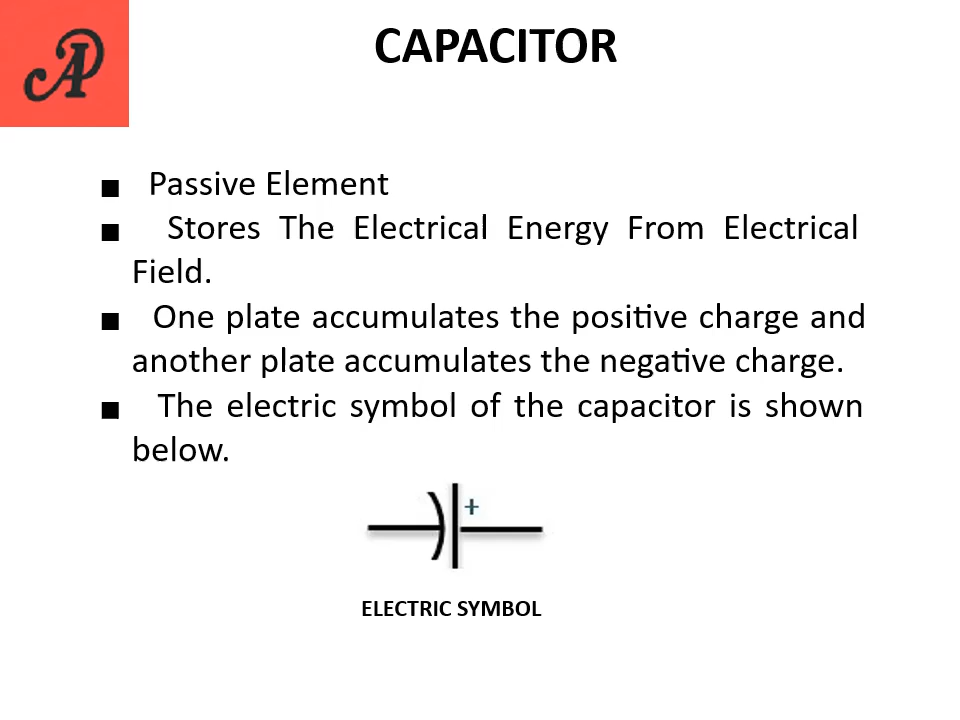 CAPACITOR
■ Passive Element
■ Stores The Electrical Energy From Electrical
Field.
■ One plate accumulates the positive charge and
another plate accumulates the negative charge.
■ The electric symbol of the capacitor is shown
below.
+
ELECTRIC SYMBOL